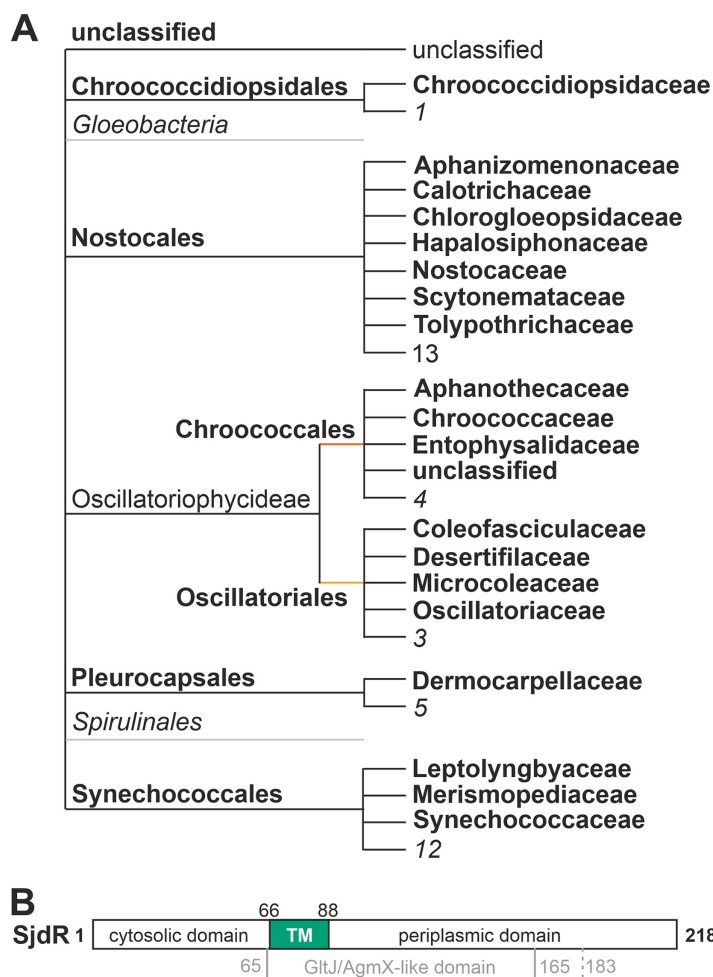 A
unclassified
unclassified
Chroococcidiopsidales
Chroococcidiopsidaceae
1
Gloeobacteria
Aphanizomenonaceae
Calotrichaceae
Chlorogloeopsidaceae
Nostocales
Hapalosiphonaceae
Nostocaceae
Scytonemataceae
Tolypothrichaceae
13
Aphanothecaceae
Chroococcaceae
Chroococcales
Entophysalidaceae
unclassified
4
Oscillatoriophycideae
Coleofasciculaceae
Desertifilaceae
Microcoleaceae
Oscillatoriales
Oscillatoriaceae
3
Pleurocapsales
Dermocarpellaceae
5
Spirulinales
Leptolyngbyaceae
Synechococcales
Merismopediaceae
Synechococcaceae
12
B
66 88
SjdR 1 cytosolic domain TM periplasmic domain 218
65 GltJ/AgmX-like domain 165 183